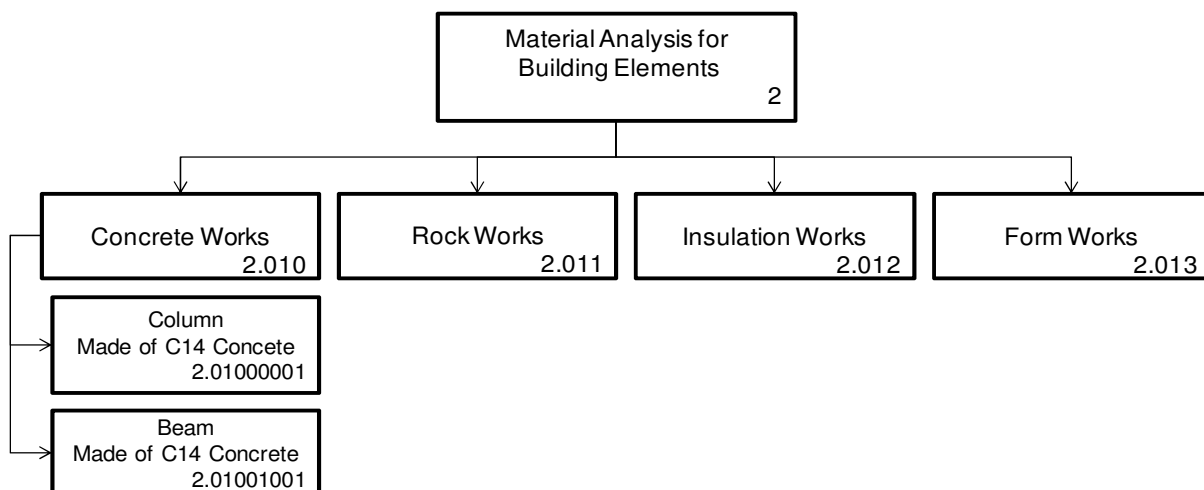 Material Analysis for
Building Elements
2
Concrete Works
2.010
Rock Works
2.011
Insulation Works
2.012
Form Works
2.013
Column
Made of C14 Concete
2.01000001
Beam
Made of C14 Concrete
2.01001001